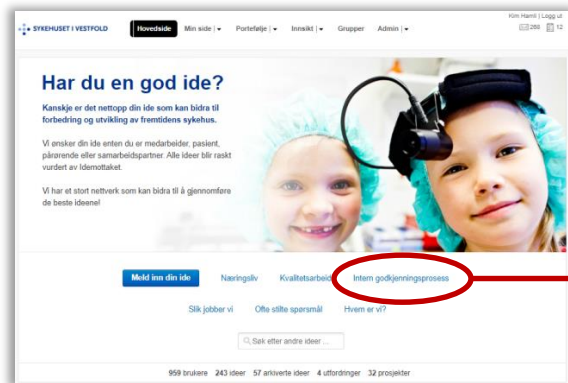 Kim Hamil | Logg ut
SYKEHUSET I VESTFOLD Hovedside Min side | Portefølje | Innsikt | Grupper Admin |
268 12
Har du en god ide?
Kanskje er det nettopp din ide som kan bidra til
forbedring og utvikling av fremtidens sykehus.
Vi ønsker din ide enten du er medarbeider, pasient,
pårørende eller samarbeidspartner. Alle ideer blir raskt
vurdert av Idemottaket.
Vi har et stort nettverk som kan bidra til å gjennomføre
de beste ideene!
Meld inn din ide Næringsliv Kvalitetsarbeid Intern godkjenningsprosess
Slik jobber vi Ofte stilte spørsmål Hvem er vi?
Søk etter andre ideer ...
959 brukere 243 ideer 57 arkiverte ideer 4 utfordringer 32 prosjekter